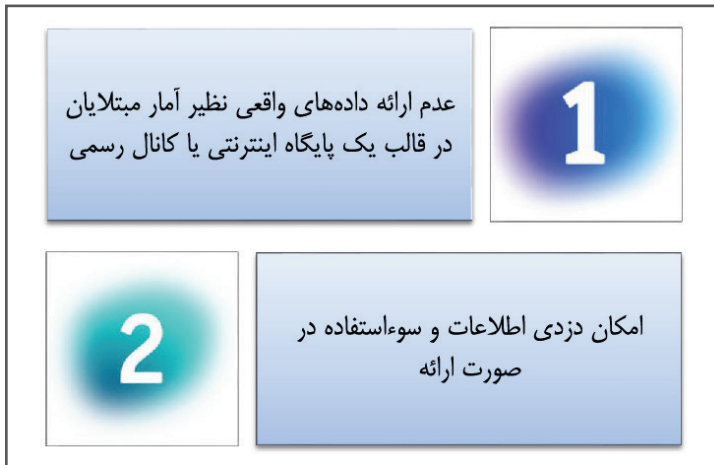 1
عدم ارائه داده‌های واقعی نظیر آمار مبتلایان
در قالب یک پایگاه اینترنتی یا کانال رسمی
2
امکان دزدی اطلاعات و سوءاستفاده در
صورت ارائه